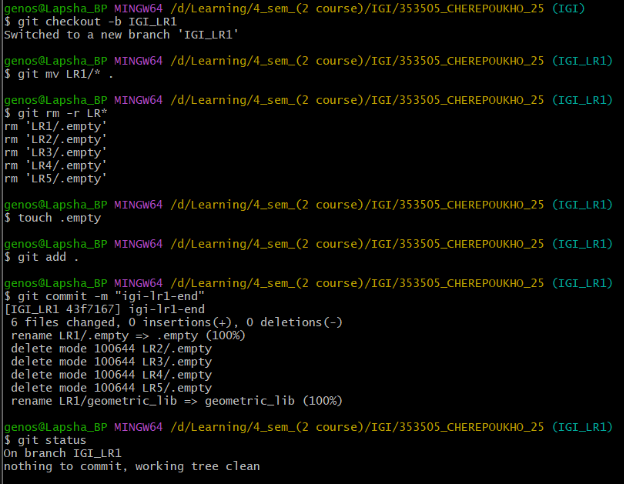 genos@Lapsha_BP MINGW64 /d/Learning/4_sem_(2 course)/IGI/353505_CHEREPOUKHO_25 (IGI)
$ git checkout -b IGI_LR1
Switched to a new branch 'IGI_LR1'
genos@Lapsha_BP MINGW64 /d/Learning/4_sem_(2 course)/IGI/353505_CHEREPOUKHO_25 (IGI_LR1)
$ git mv LR1/* .
genos@Lapsha_BP MINGW64 /d/Learning/4_sem_(2 course)/IGI/353505_CHEREPOUKHO_25 (IGI_LR1)
$ git rm -r LR*
rm 'LR1/.empty'
rm 'LR2/.empty'
rm 'LR3/.empty'
rm 'LR4/.empty'
rm 'LR5/.empty'
genos@Lapsha_BP MINGW64 /d/Learning/4_sem_(2 course)/IGI/353505_CHEREPOUKHO_25 (IGI_LR1)
$ touch .empty
genos@Lapsha_BP MINGW64 /d/Learning/4_sem_(2 course)/IGI/353505_CHEREPOUKHO_25 (IGI_LR1)
$ git add .
genos@Lapsha_BP MINGW64 /d/Learning/4_sem_(2 course)/IGI/353505_CHEREPOUKHO_25 (IGI_LR1)
$ git commit -m "igi-lr1-end"
[IGI_LR1 43f7167] igi-lr1-end
6 files changed, 0 insertions(+), 0 deletions(-)
rename LR1/.empty => .empty (100%)
delete mode 100644 LR2/.empty
delete mode 100644 LR3/.empty
delete mode 100644 LR4/.empty
delete mode 100644 LR5/.empty
rename LR1/geometric_lib => geometric_lib (100%)
genos@Lapsha_BP MINGW64 /d/Learning/4_sem_(2 course)/IGI/353505_CHEREPOUKHO_25 (IGI_LR1)
$ git status
On branch IGI_LR1
nothing to commit, working tree clean